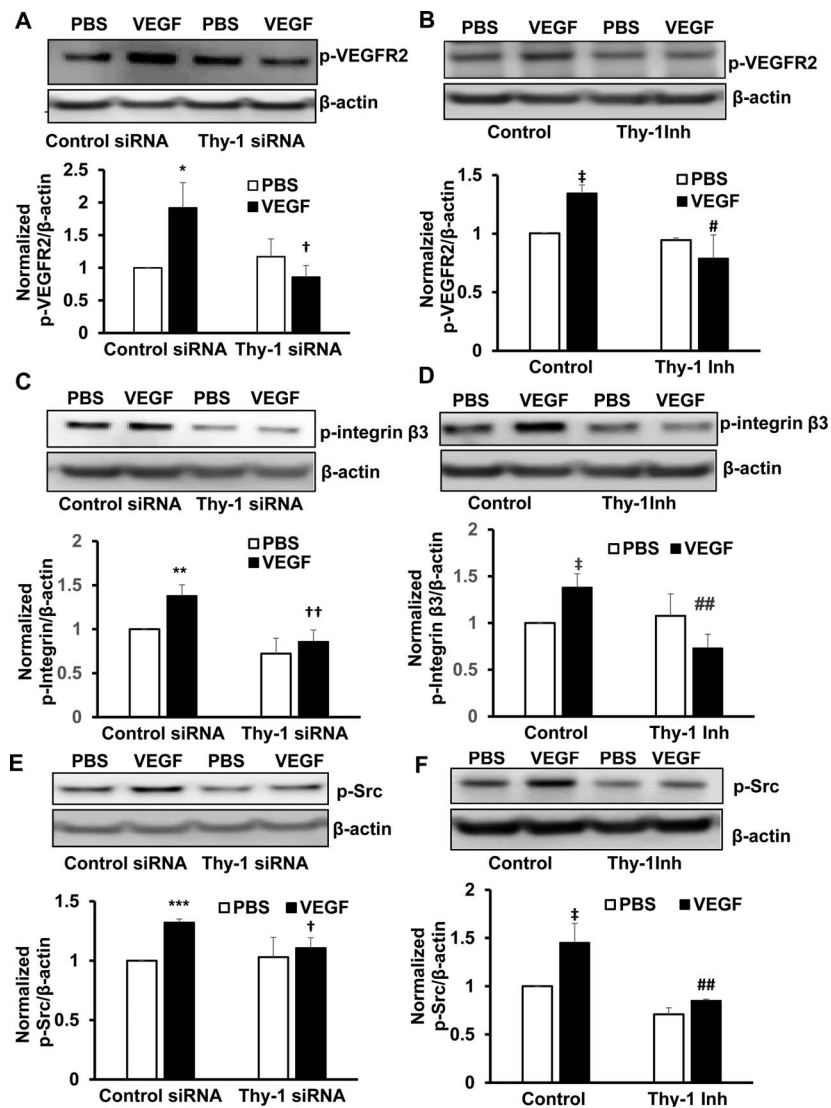 A
PBS VEGF PBS VEGF
p-VEGFR2
β-actin
Control siRNA Thy-1 siRNA
Normalized
p-VEGFR2/β-actin
2.5
2
1.5
1
0.5
0
*
†
PBS
VEGF
Control siRNA Thy-1 siRNA
B
PBS VEGF PBS VEGF
p-VEGFR2
β-actin
Control Thy-1Inh
Normalzied
p-VEGFR2/β-actin
1.5
1
0.5
0
‡
#
PBS
VEGF
Control Thy-1 Inh
C
PBS VEGF PBS VEGF
p-integrin β3
β-actin
Control siRNA Thy-1 siRNA
Normalized
p-Integrin/β-actin
2
1.5
1
0.5
0
**
††
PBS
VEGF
Control siRNA Thy-1 siRNA
D
PBS VEGF PBS VEGF
p-integrin β3
β-actin
Control Thy-1Inh
Normalized
p-Integrin β3/β-actin
2
1.5
1
0.5
0
‡
##
PBS VEGF
Control Thy-1 Inh
E
PBS VEGF PBS VEGF
p-Src
β-actin
Control siRNA Thy-1 siRNA
Normalized
p-Src/β-actin
1.5
1
0.5
0
***
†
PBS VEGF
Control siRNA Thy-1 siRNA
F
PBS VEGF PBS VEGF
p-Src
β-actin
Control Thy-1Inh
Normalized
p-Src/β-actin
2
1.5
1
0.5
0
‡
##
PBS VEGF
Control Thy-1 Inh